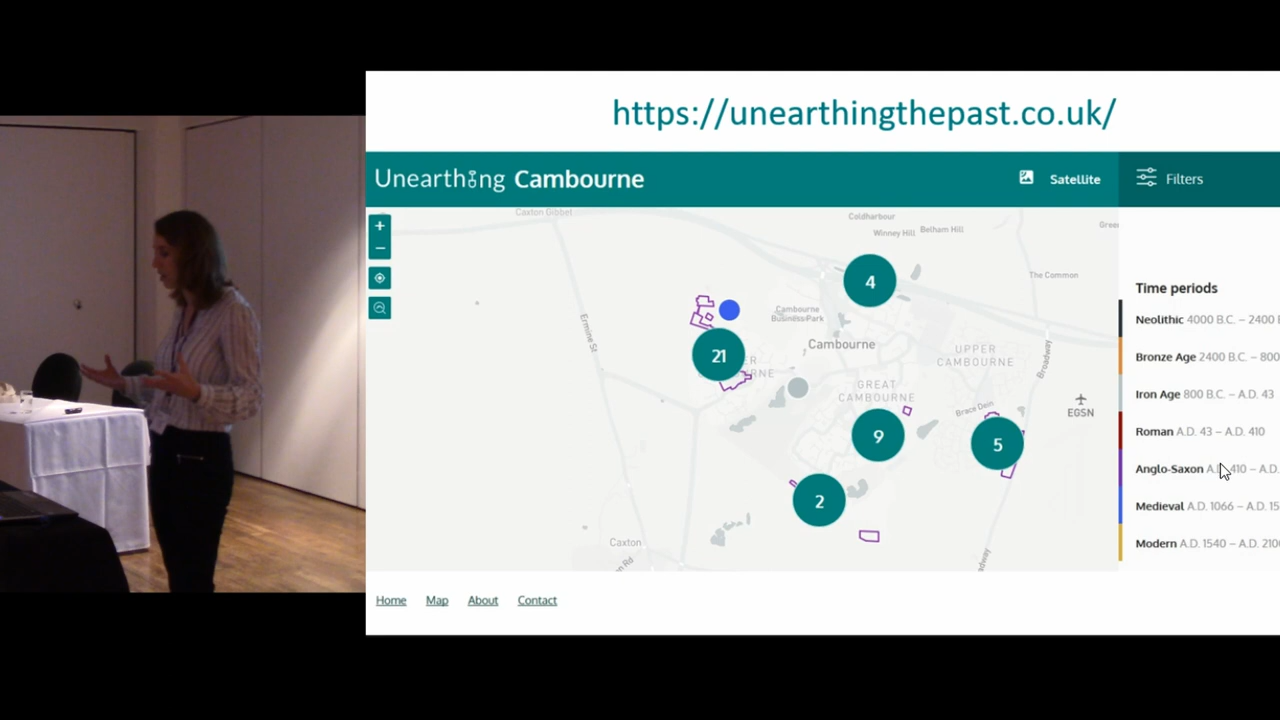 https://unearthingthepast.co.uk/
Unearthing Cambourne
Satellite
Filters
Caxton Gibbet
Coldharbour
Winney Hill
Belham Hill
The Common
Cambourne
Business Park
Cambourne
UPPER
CAMBOURNE
GREAT
CAMBOURNE
Ermine St
Broadway
Brace Dein
EGSN
Caxton
4
21
9
5
2
Time periods
Neolithic 4000 B.C. – 2400
Bronze Age 2400 B.C. – 800
Iron Age 800 B.C. – A.D. 43
Roman A.D. 43 – A.D. 410
Anglo-Saxon A.D. 410 – A.D.
Medieval A.D. 1066 – A.D. 15
Modern A.D. 1540 – A.D. 210
Home Map About Contact